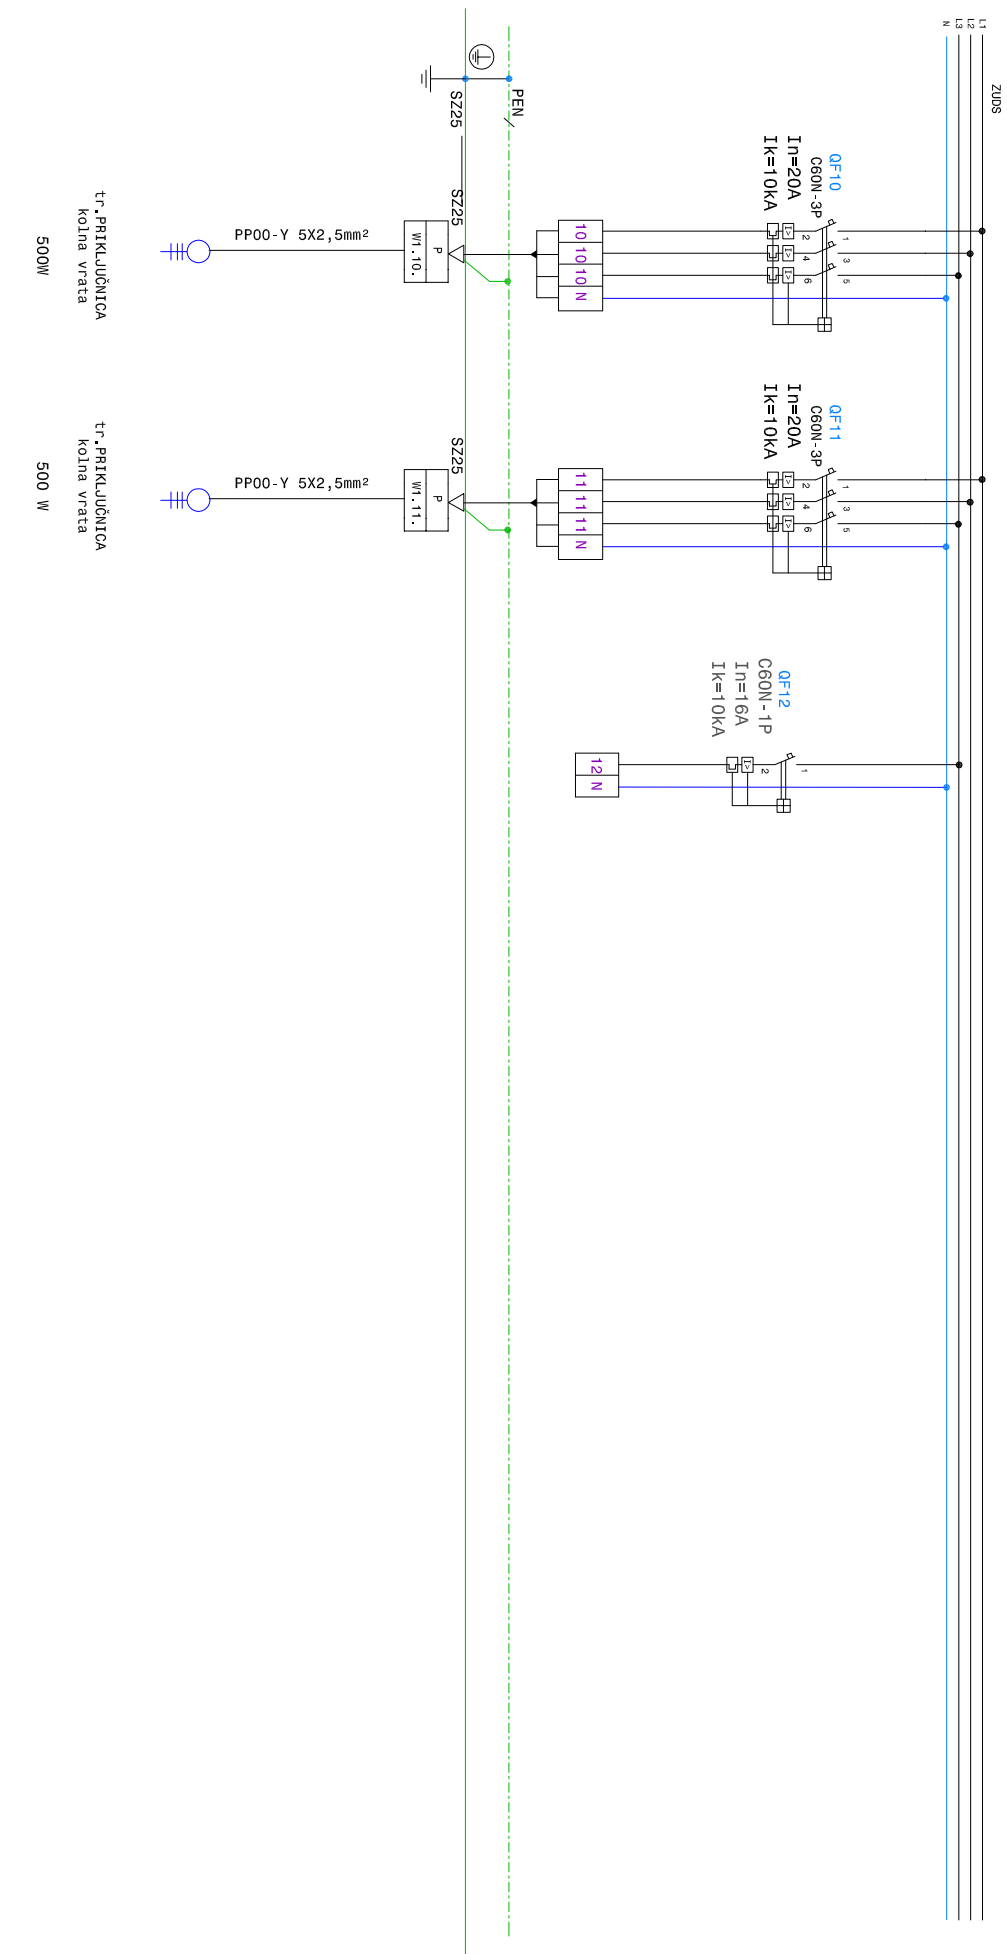 ZUDS
L1
L2
L3
N
QF10
C60N-3P
In=20A
Ik=10kA
1
3
5
2
4
6
I>
I>
I>
10 10 10 N
PEN
SZ25
SZ25
P
W1.10.
PP00-Y 5X2,5mm²
tr.PRIKLJUČNICA
kolna vrata
500W
QF11
C60N-3P
In=20A
Ik=10kA
1
3
5
2
4
6
I>
I>
I>
11 11 11 N
SZ25
P
W1.11.
PP00-Y 5X2,5mm²
tr.PRIKLJUČNICA
kolna vrata
500 W
QF12
C60N-1P
In=16A
Ik=10kA
1
2
I>
12 N